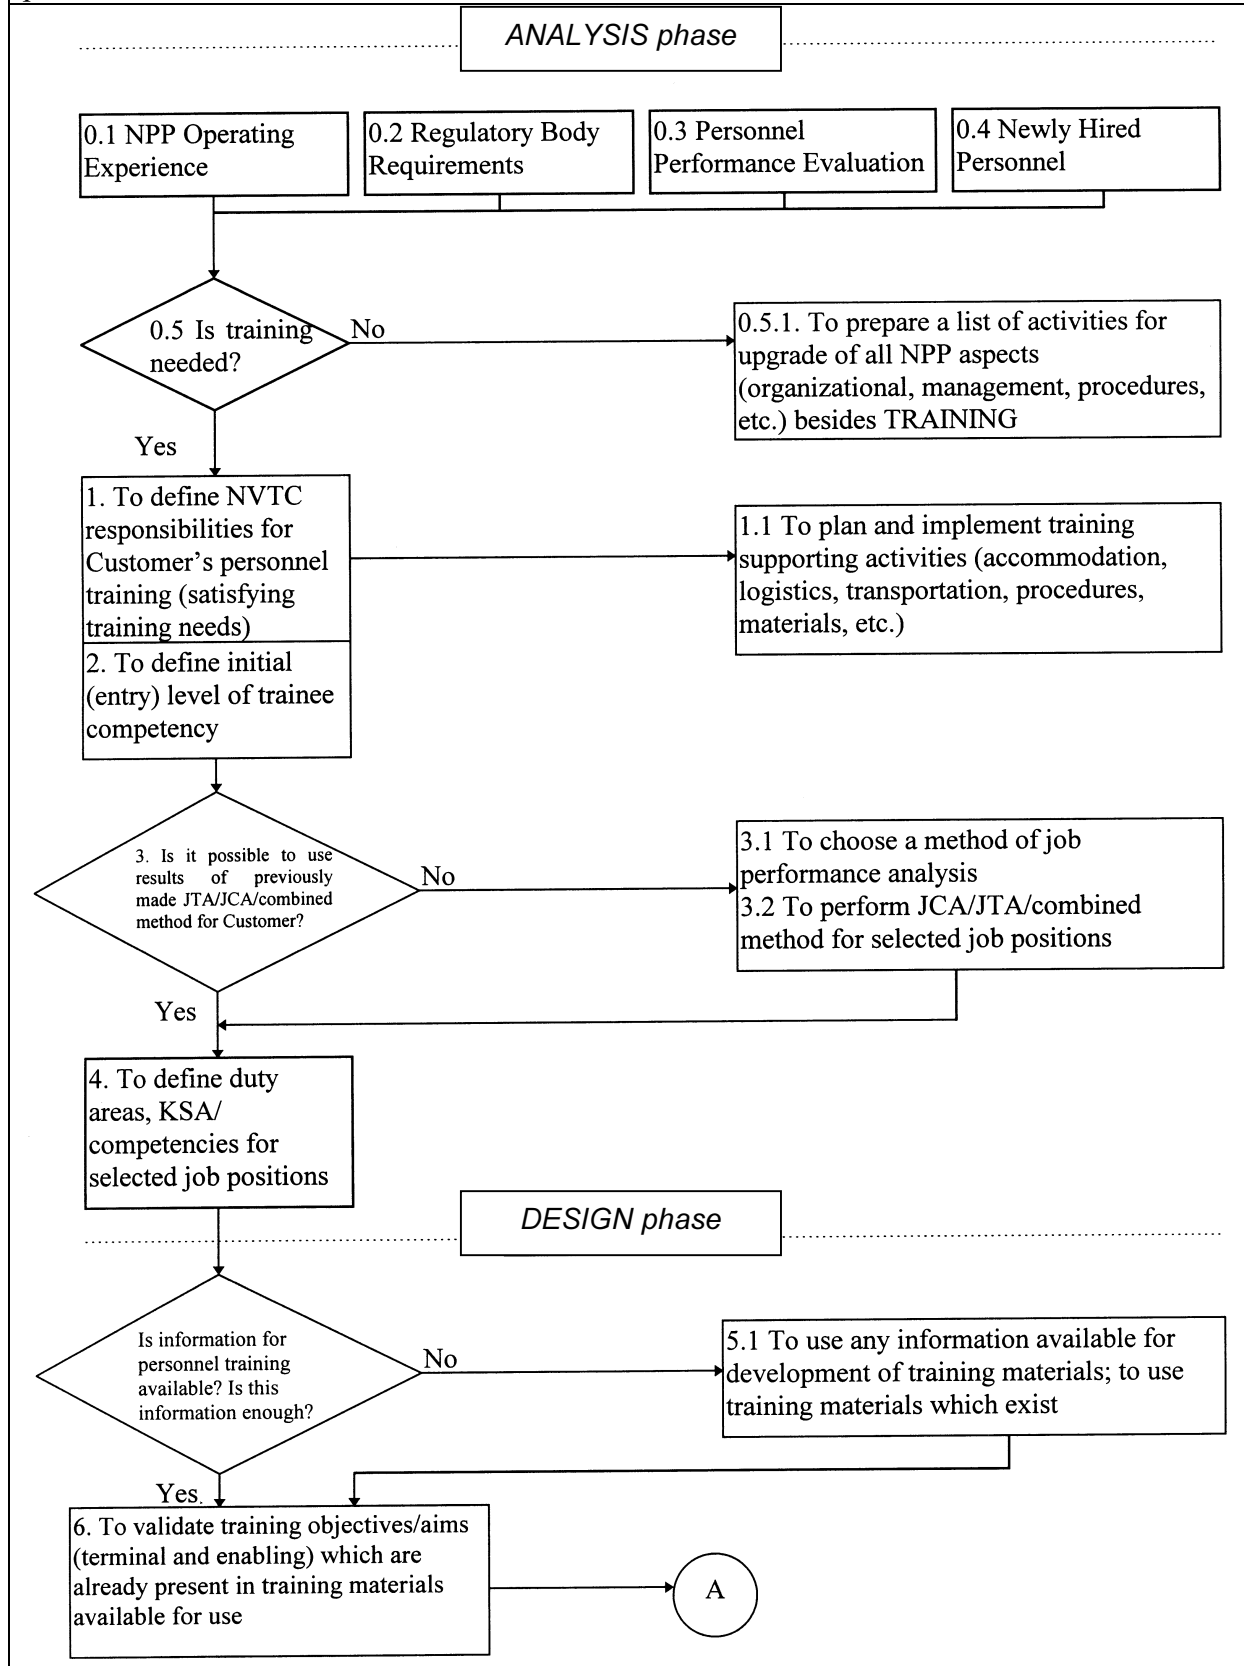 ANALYSIS phase
0.1 NPP Operating
Experience
0.2 Regulatory Body
Requirements
0.3 Personnel
Performance Evaluation
0.4 Newly Hired
Personnel
0.5 Is training
needed?
No
0.5.1. To prepare a list of activities for
upgrade of all NPP aspects
(organizational, management, procedures,
etc.) besides TRAINING
Yes
1. To define NVTC
responsibilities for
Customer's personnel
training (satisfying
training needs)
1.1 To plan and implement training
supporting activities (accommodation,
logistics, transportation, procedures,
materials, etc.)
2. To define initial
(entry) level of trainee
competency
3. Is it possible to use
results of previously
made JTA/JCA/combined
method for Customer?
No
3.1 To choose a method of job
performance analysis
3.2 To perform JCA/JTA/combined
method for selected job positions
Yes
4. To define duty
areas, KSA/
competencies for
selected job positions
DESIGN phase
Is information for
personnel training
available? Is this
information enough?
No
5.1 To use any information available for
development of training materials; to use
training materials which exist
Yes.
6. To validate training objectives/aims
(terminal and enabling) which are
already present in training materials
available for use
A